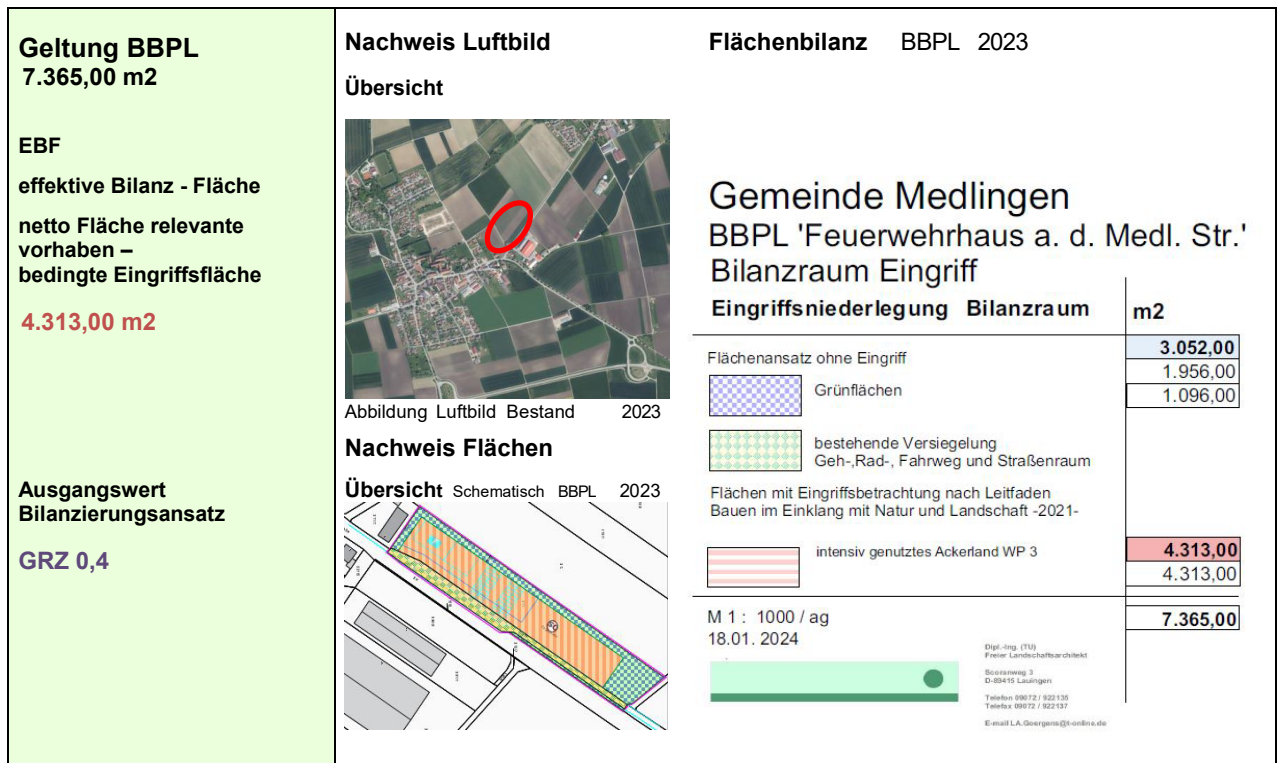 Geltung BBPL
7.365,00 m2
EBF
effektive Bilanz - Fläche
netto Fläche relevante
vorhaben –
bedingte Eingriffsfläche
4.313,00 m2
Ausgangswert
Bilanzierungsansatz
GRZ 0,4
Nachweis Luftbild
Übersicht
Abbildung Luftbild Bestand 2023
Nachweis Flächen
Übersicht Schematisch BBPL 2023
Flächenbilanz BBPL 2023
Gemeinde Medlingen
BBPL 'Feuerwehrhaus a. d. Medl. Str.'
Bilanzraum Eingriff
Eingriffsniederlegung Bilanzraum m2
Flächenansatz ohne Eingriff 3.052,00
1.956,00
Grünflächen 1.096,00
bestehende Versiegelung
Geh-,Rad-, Fahrweg und Straßenraum
Flächen mit Eingriffsbetrachtung nach Leitfaden
Bauen im Einklang mit Natur und Landschaft -2021-
intensiv genutztes Ackerland WP 3 4.313,00
4.313,00
M 1 : 1000 / ag 7.365,00
18.01. 2024
Dipl.-Ing. (TU)
Freier Landschaftsarchitekt
Scoranweg 3
D-89415 Lauingen
Telefon 09072 / 922135
Telefax 09072 / 922137
E-mail L.A.Goergens@t-online.de